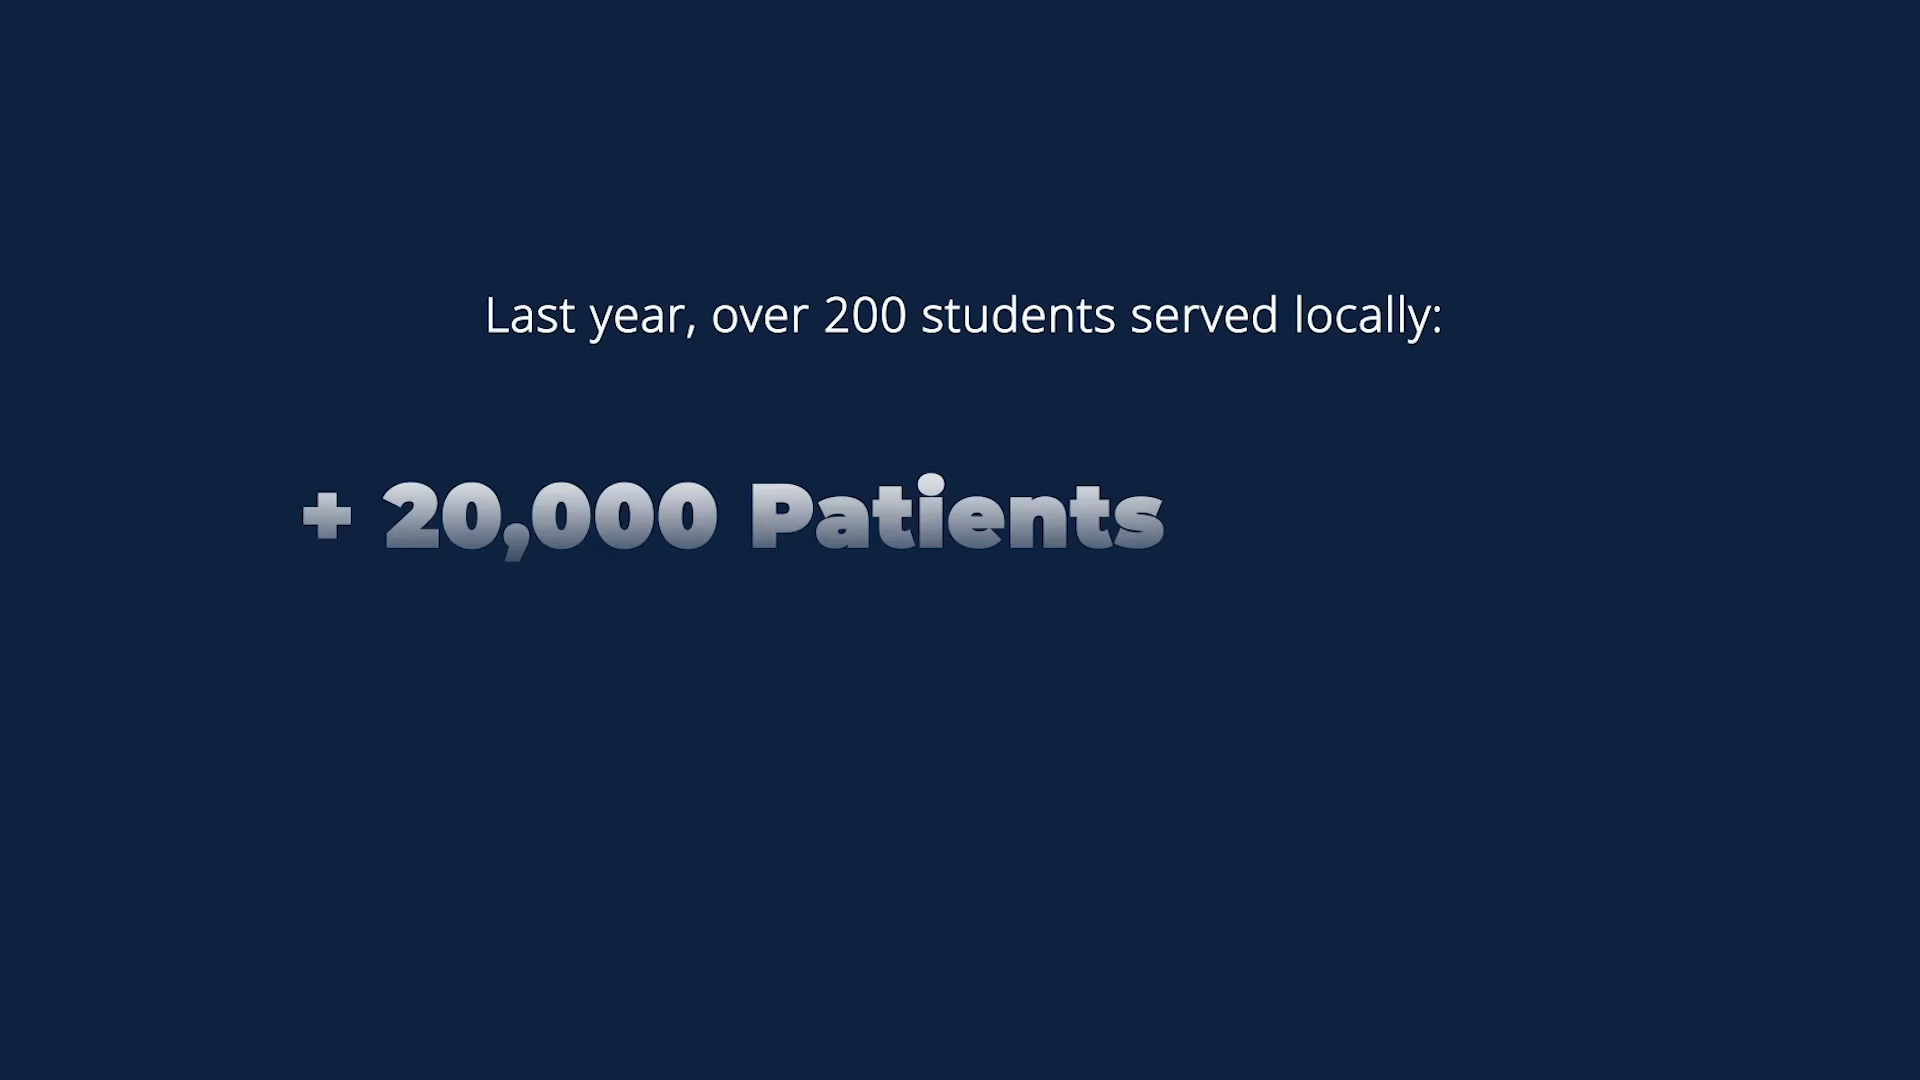 Last year, over 200 students served locally:
+ 20,000 Patients